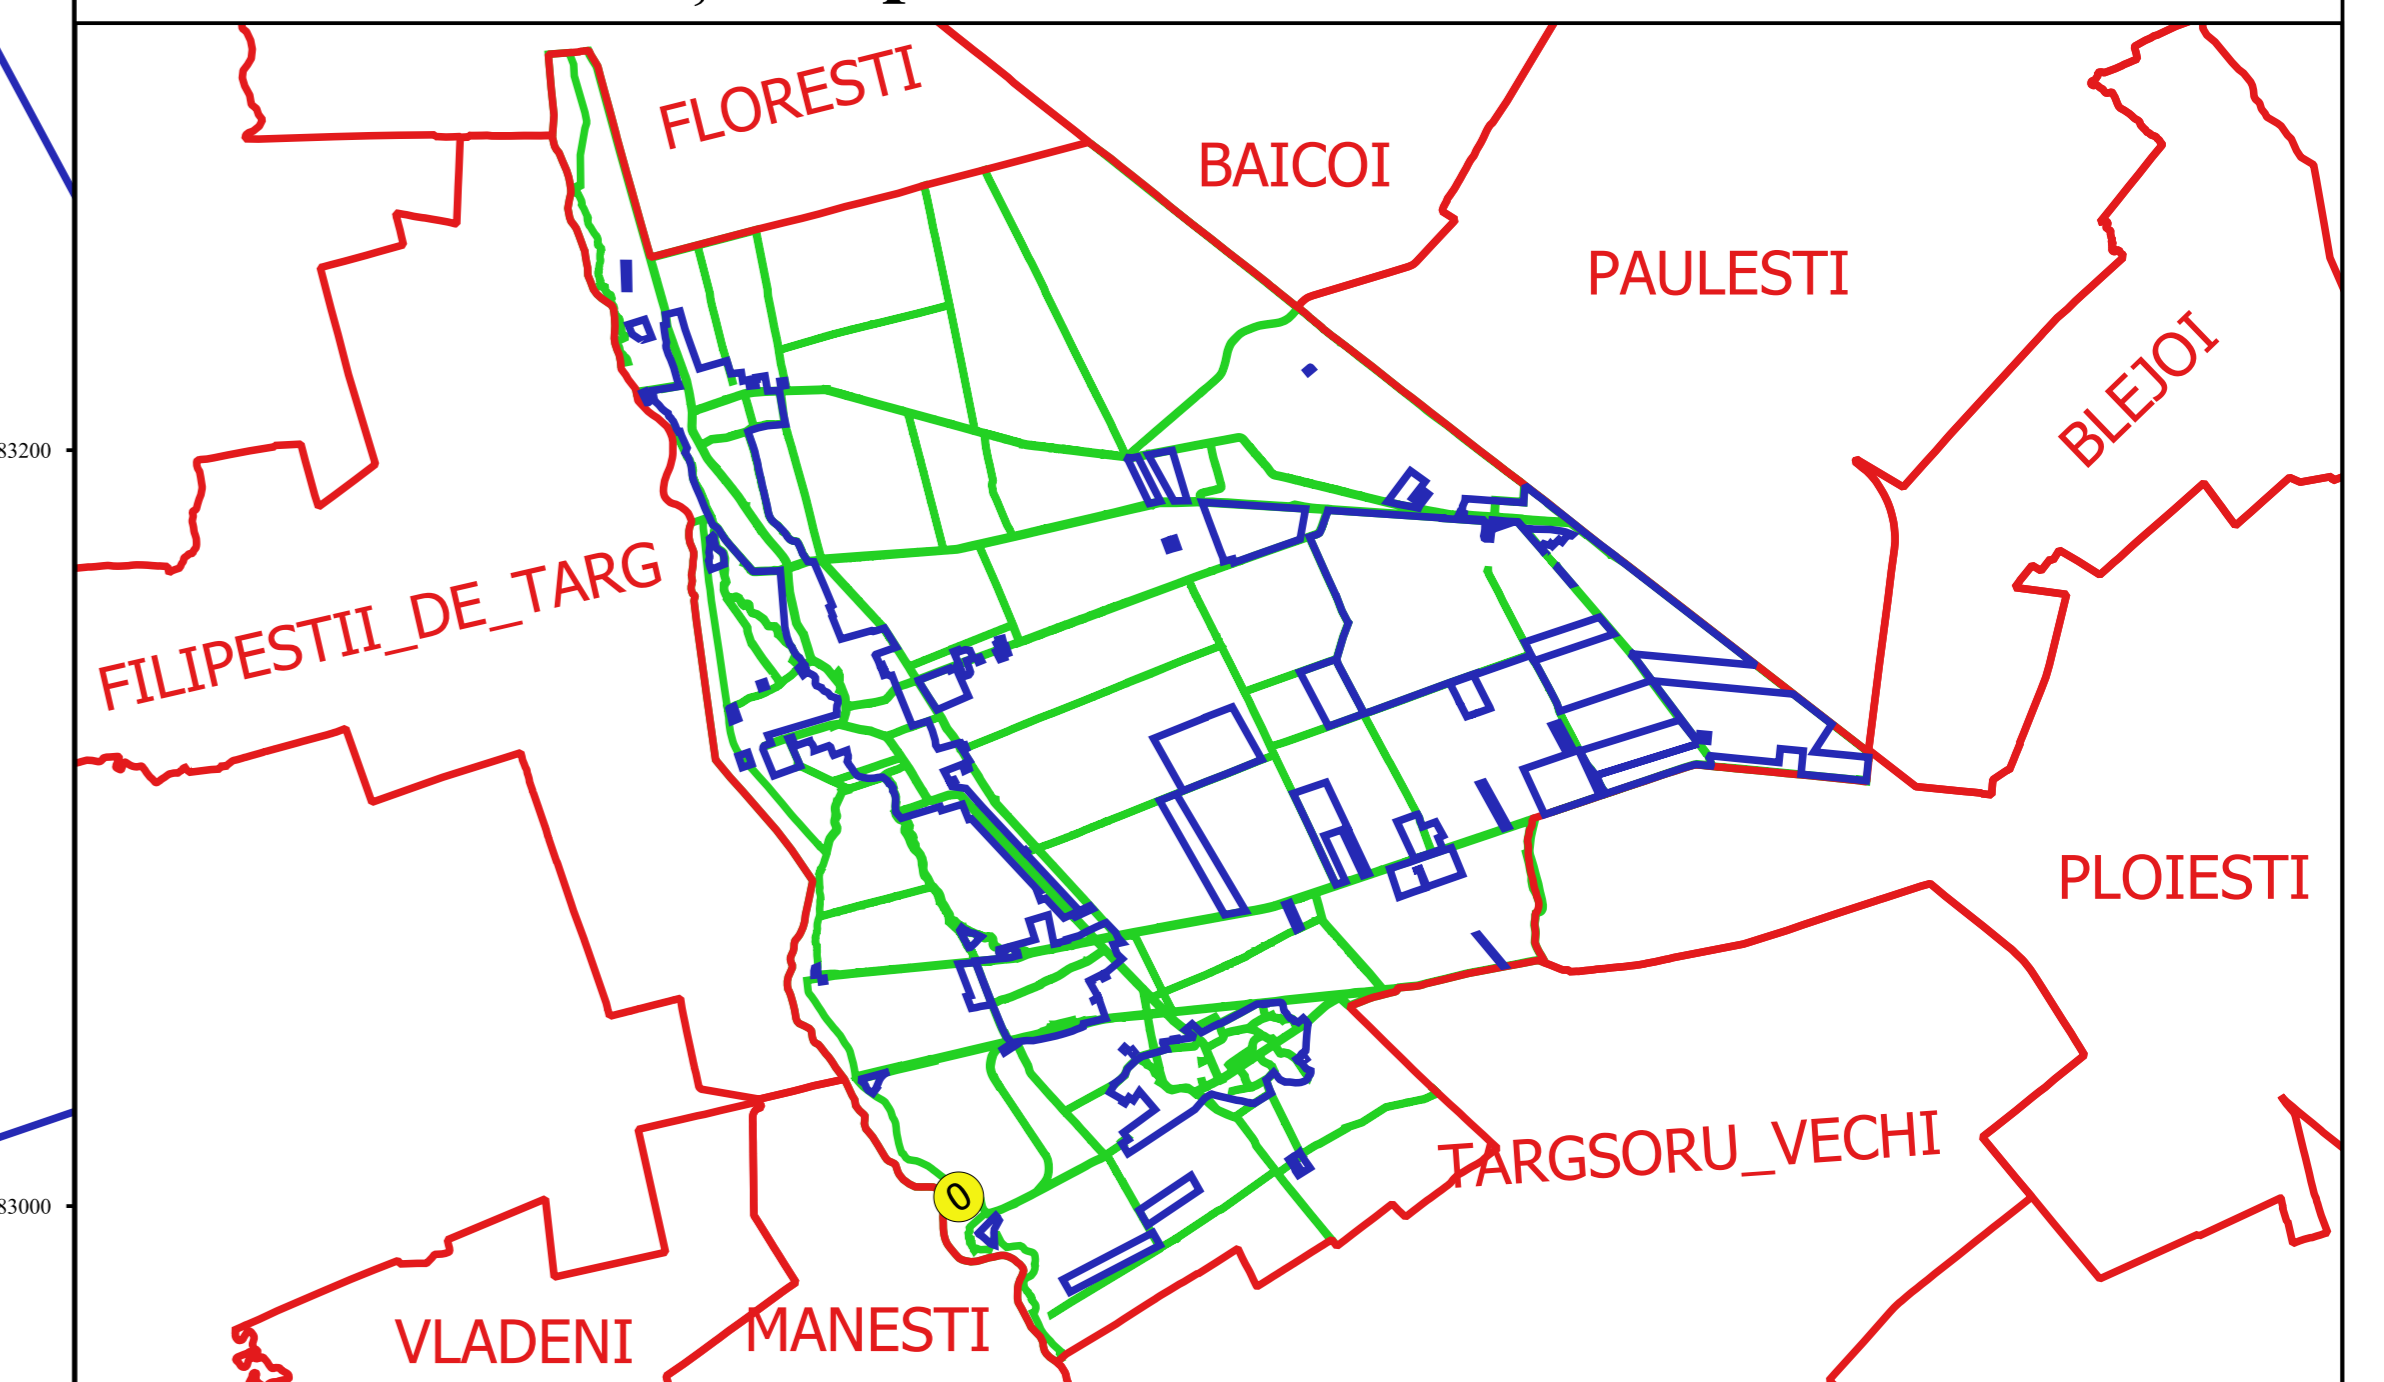 FLORESTI
BAICOI
PAULESTI
BLEJOI
83200
FILIPESTII_DE_TARG
PLOIESTI
TARGSORU_VECHI
0
83000
VLADENI
MANESTI